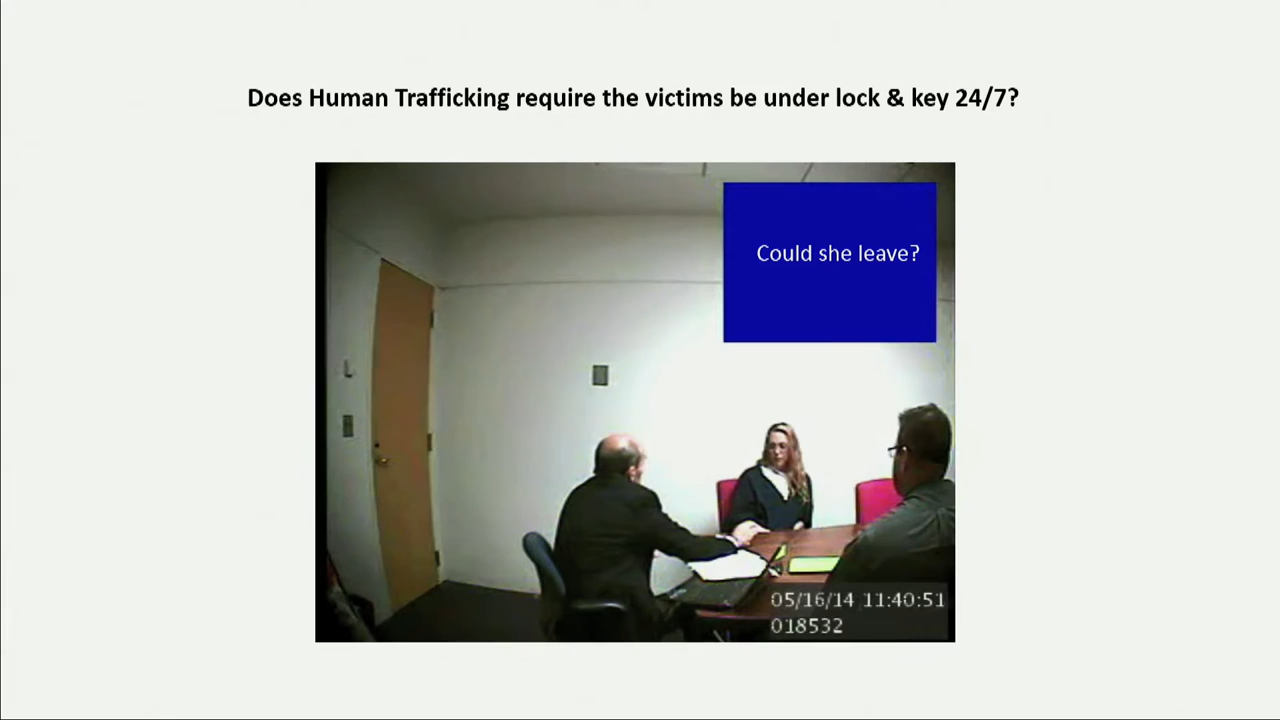 Does Human Trafficking require the victims be under lock & key 24/7?
Could she leave?
05/16/14 11:40:51
018532